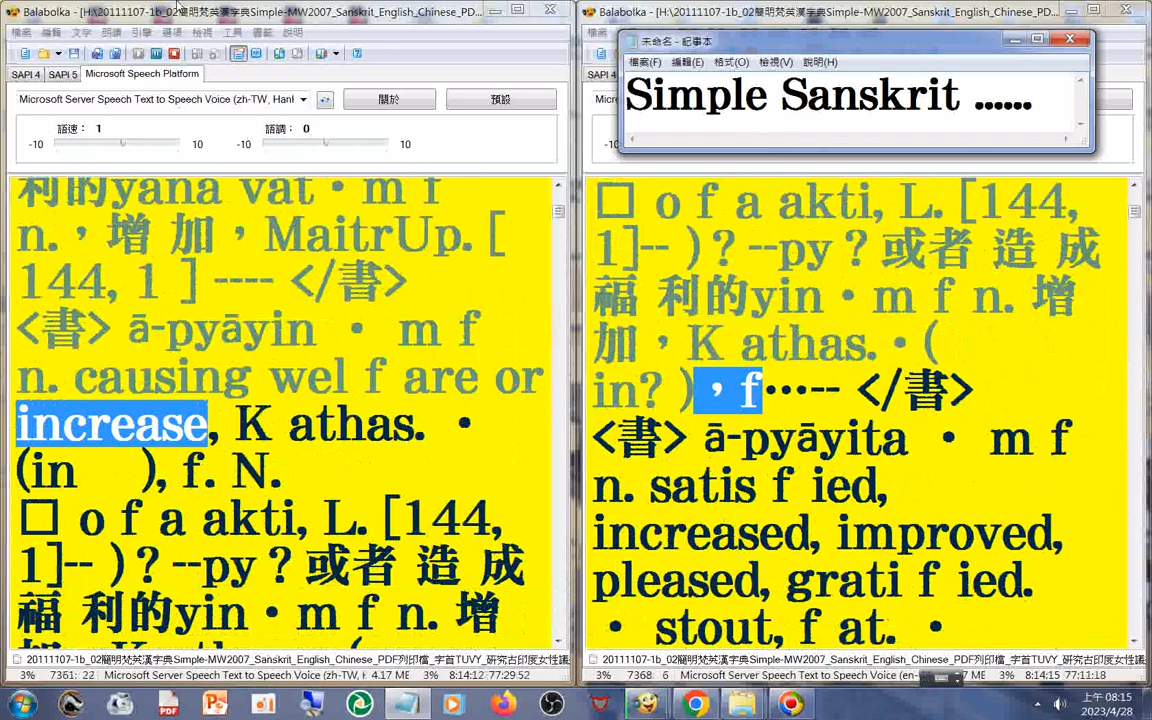 Balabolka - [H:\20111107-1b_02簡明梵英漢字典Simple-MW2007_Sanskrit_English_Chinese_PD...
檔案 編輯 文字 朗讀 引擎 選項 檢視 工具 書籤 說明
SAPI 4 SAPI 5 Microsoft Speech Platform
Microsoft Server Speech Text to Speech Voice (zh-TW, HanH
關於 預設
語速： 1 語調： 0
-10 10 -10 10
利的yana vat・m f
n.，增 加，MaitrUp. [
144, 1 ] ---- </書>
<書> ā-pyāyin ・ m f
n. causing wel f are or
increase, K athas. ・
(in ), f. N.
□ o f a akti, L. [144,
1]-- )? --py？或者 造 成
福 利的yin・m f n. 增
20111107-1b_02簡明梵英漢字典Simple-MW2007_Sanskrit_English_Chinese_PDF列印檔_字首TUVY_研究古印度女性議
3% 7361: 22 Microsoft Server Speech Text to Speech Voice (zh-TW, H 4.17 MB 3% 8:14:12 77:29:52
Balabolka - [H:\20111107-1b_02簡明梵英漢字典Simple-MW2007_Sanskrit_English_Chinese_PD...
檔案
SAPI 4
未命名 - 記事本
檔案(F) 編輯(E) 格式(O) 檢視(V) 說明(H)
Simple Sanskrit ......
-10 10 -10 10
□ o f a akti, L. [144,
1]-- )? --py？或者 造 成
福 利的yin・m f n. 增
加，K athas.・(
in? )，f…-- </書>
<書> ā-pyāyita ・ m f
n. satis f ied,
increased, improved,
pleased, grati f ied.
・ stout, f at. ・
20111107-1b_02簡明梵英漢字典Simple-MW2007_Sanskrit_English_Chinese_PDF列印檔_字首TUVY_研究古印度女性議
3% 7368: 6 Microsoft Server Speech Text to Speech Voice (en- 3% 8:14:15 77:11:18
上午 08:15
2023/4/28